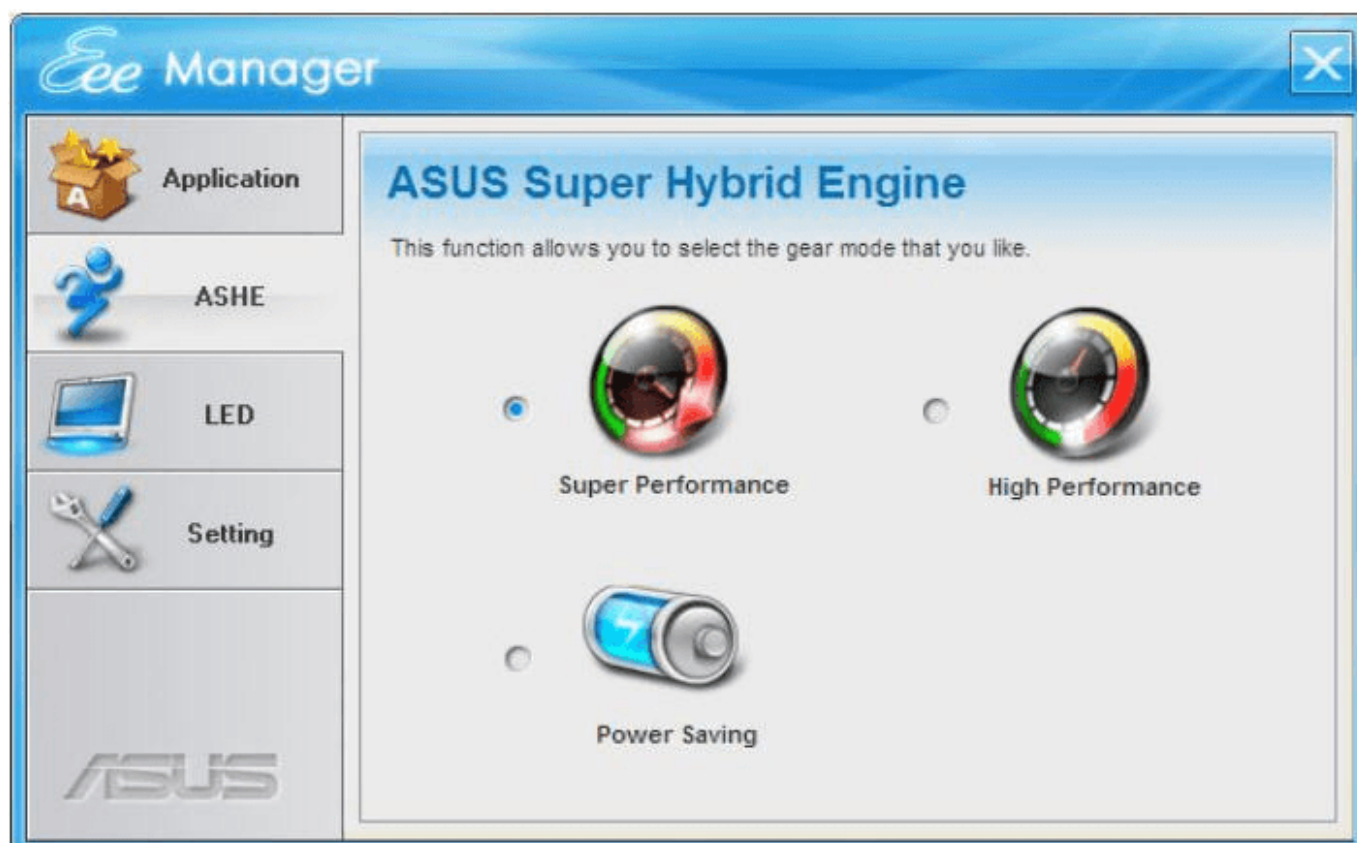 Eee Manager
Application
ASHE
LED
Setting
ASUS
ASUS Super Hybrid Engine
This function allows you to select the gear mode that you like.
Super Performance
High Performance
Power Saving